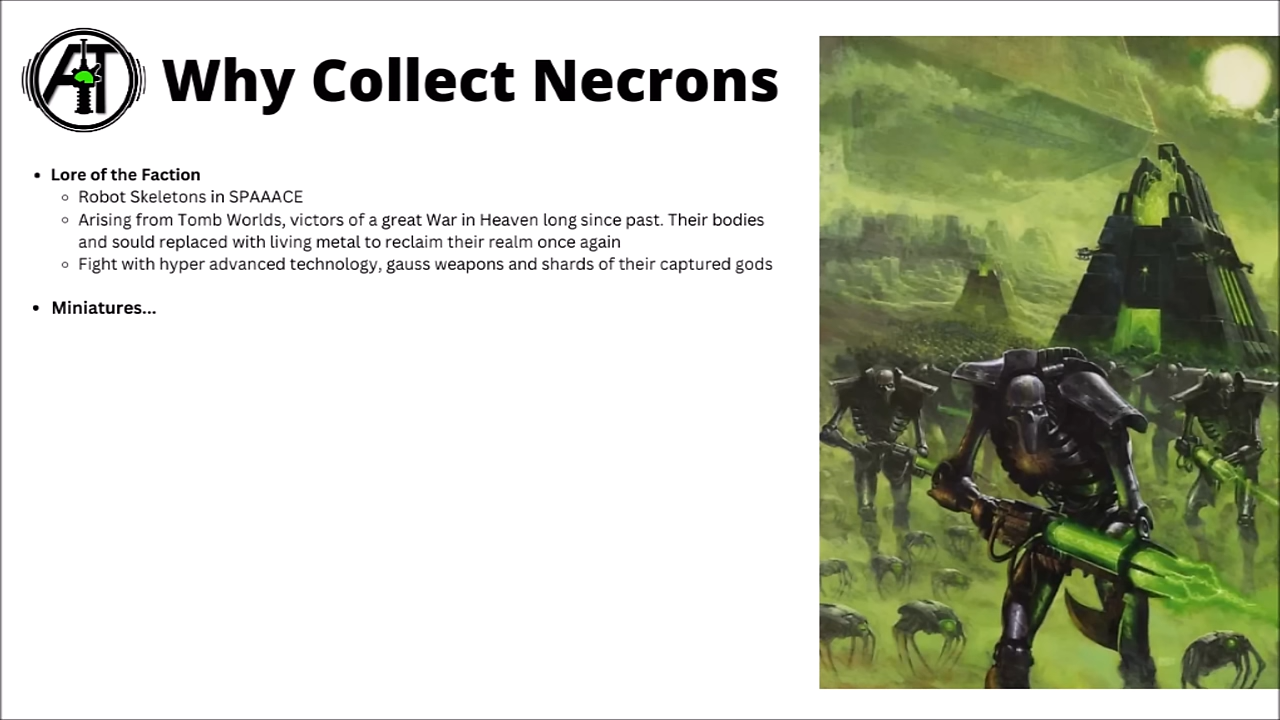 AT
Why Collect Necrons
• Lore of the Faction
◦ Robot Skeletons in SPAAACE
◦ Arising from Tomb Worlds, victors of a great War in Heaven long since past. Their bodies
and sould replaced with living metal to reclaim their realm once again
◦ Fight with hyper advanced technology, gauss weapons and shards of their captured gods
• Miniatures...